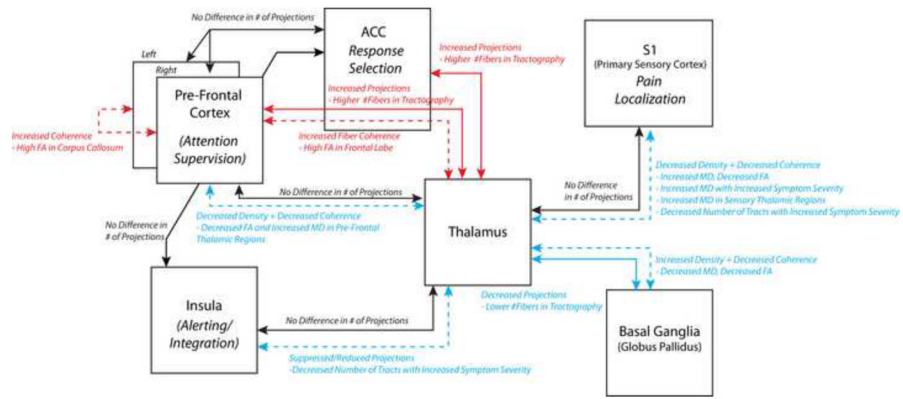 No Difference in # of Projections
ACC
Response
Selection
S1
(Primary Sensory Cortex)
Pain
Localization
Left
Right
Pre-Frontal
Cortex
(Attention
Supervision)
Increased Projections
- Higher #Fibers in Tractography
Increased Projections
- Higher #Fibers in Tractography
Increased Coherence
- High FA in Corpus Callosum
Increased Fiber Coherence
- High FA in Frontal Lobe
Decreased Density + Decreased Coherence
- Increased MD, Decreased FA
- Increased MD with Increased Symptom Severity
- Increased MD in Sensory Thalamic Regions
- Decreased Number of Tracts with Increased Symptom Severity
No Difference
in # of Projections
No Difference in # of Projections
Decreased Density + Decreased Coherence
- Decreased FA and Increased MD in Pre-Frontal
Thalamic Regions
No Difference in
# of Projections
Thalamus
Increased Density + Decreased Coherence
- Decreased MD, Decreased FA
Insula
(Alerting/
Integration)
Decreased Projections
- Lower #Fibers in Tractography
No Difference in # of Projections
Basal Ganglia
(Globus Pallidus)
Suppressed/Reduced Projections
-Decreased Number of Tracts with Increased Symptom Severity